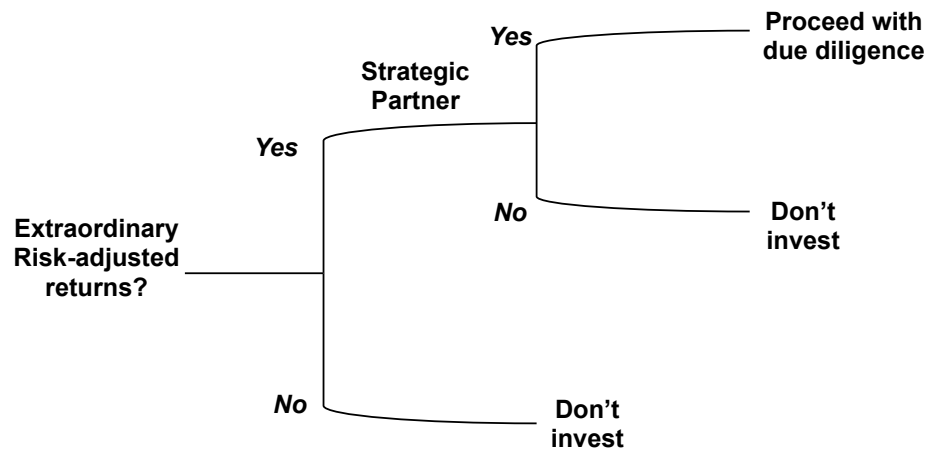 Proceed with
due diligence
Yes
Strategic
Partner
Yes
No
Don’t
invest
Extraordinary
Risk-adjusted
returns?
No
Don’t
invest